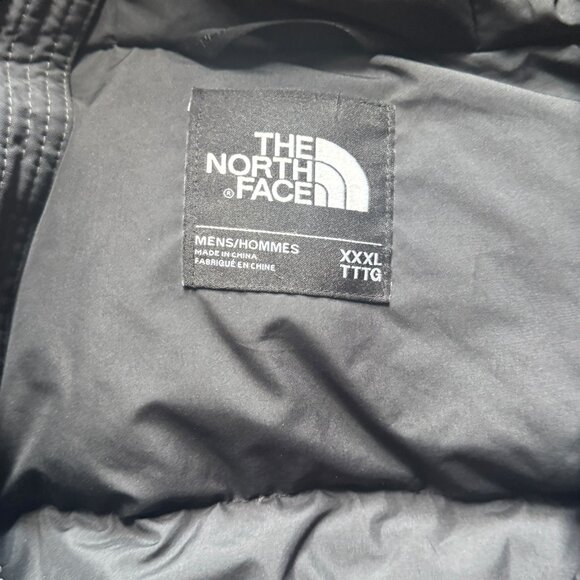 THE
NORTH
® FACE
MENS/HOMMES
MADE IN CHINA
FABRIQUÉ EN CHINE
XXXL
TTTG